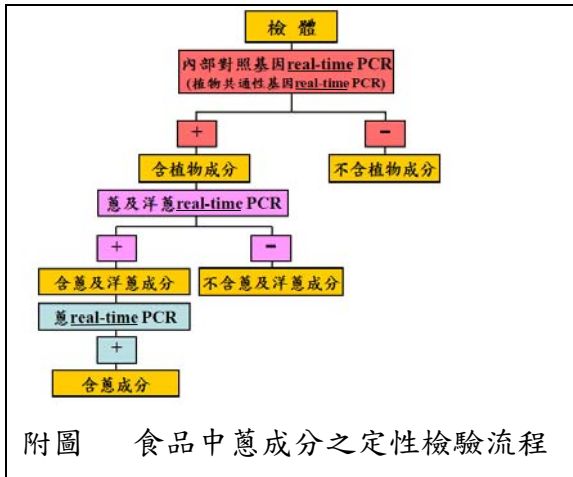 檢體
內部對照基因real-time PCR
(植物共通性基因real-time PCR)
+ −
含植物成分 不含植物成分
蔥及洋蔥real-time PCR
+ −
含蔥及洋蔥成分 不含蔥及洋蔥成分
蔥real-time PCR
+
含蔥成分
附圖 食品中蔥成分之定性檢驗流程